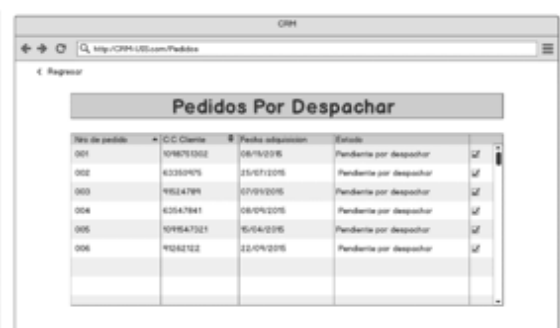 CRM
http://CRM-USS.com/Pedidos
< Regresar
Pedidos Por Despachar
Nro de pedido C.C Cliente Fecha adquisicion Estado
001 1098751302 08/11/2015 Pendiente por despachar
002 63350975 25/07/2015 Pendiente por despachar
003 91524789 07/01/2015 Pendiente por despachar
004 63547841 08/09/2015 Pendiente por despachar
005 1091547321 15/04/2015 Pendiente por despachar
006 91262122 22/09/2015 Pendiente por despachar